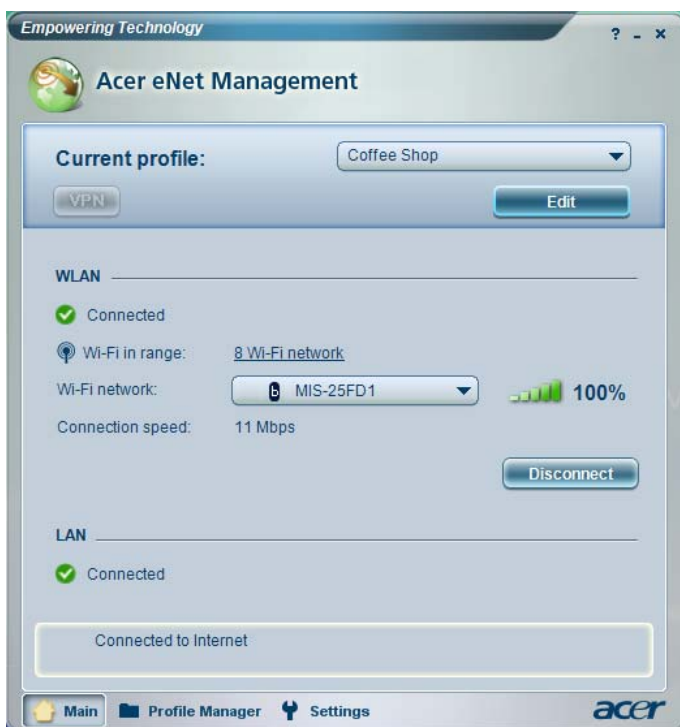 Empowering Technology
? - x
Acer eNet Management
Current profile: Coffee Shop
VPN Edit
WLAN
Connected
Wi-Fi in range: 8 Wi-Fi network
Wi-Fi network: b MIS-25FD1 100%
Connection speed: 11 Mbps
Disconnect
LAN
Connected
Connected to Internet
Main Profile Manager Settings acer